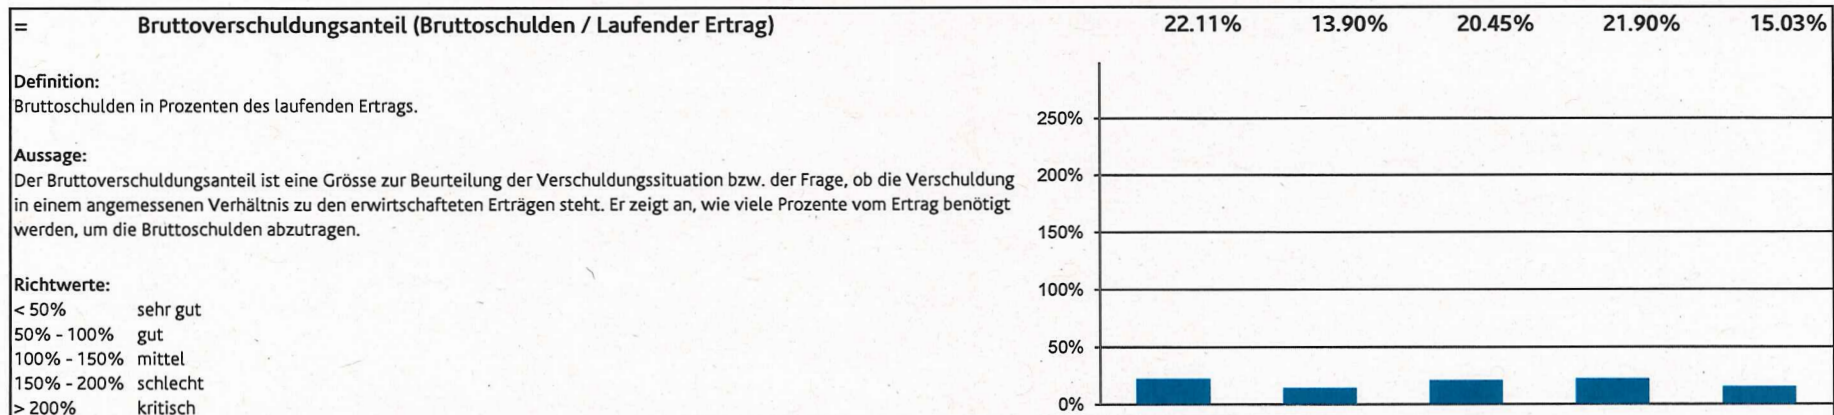 = Bruttoverschuldungsanteil (Bruttoschulden / Laufender Ertrag) 22.11% 13.90% 20.45% 21.90% 15.03%
Definition:
Bruttoschulden in Prozenten des laufenden Ertrags.
Aussage:
Der Bruttoverschuldungsanteil ist eine Grösse zur Beurteilung der Verschuldungssituation bzw. der Frage, ob die Verschuldung
in einem angemessenen Verhältnis zu den erwirtschafteten Erträgen steht. Er zeigt an, wie viele Prozente vom Ertrag benötigt
werden, um die Bruttoschulden abzutragen.
Richtwerte:
< 50% sehr gut
50% - 100% gut
100% - 150% mittel
150% - 200% schlecht
> 200% kritisch
250%
200%
150%
100%
50%
0%